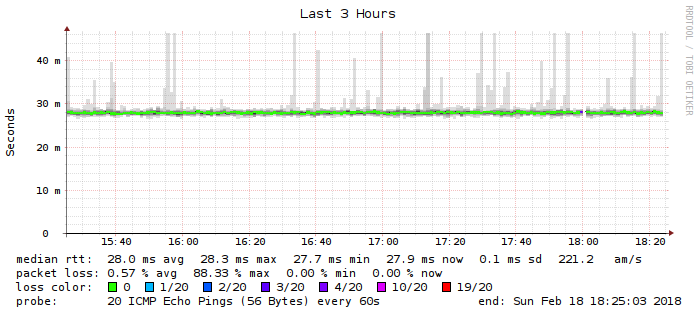 Last 3 Hours
RRDTOOL / TOBI OETIKER
Seconds
40 m
30 m
20 m
10 m
0
15:40 16:00 16:20 16:40 17:00 17:20 17:40 18:00 18:20
median rtt: 28.0 ms avg 28.3 ms max 27.7 ms min 27.9 ms now 0.1 ms sd 221.2 am/s
packet loss: 0.57 % avg 88.33 % max 0.00 % min 0.00 % now
loss color: 0 1/20 2/20 3/20 4/20 10/20 19/20
probe: 20 ICMP Echo Pings (56 Bytes) every 60s end: Sun Feb 18 18:25:03 2018